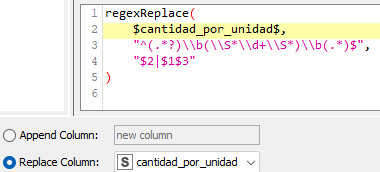 1 regexReplace(
2 $cantidad_por_unidad$,
3 "^(.*?)\\b(\\S*\\d+\\S*)\\b(.*)$",
4 "$2|$1$3"
5 )
6
Append Column: new column
Replace Column: S cantidad_por_unidad